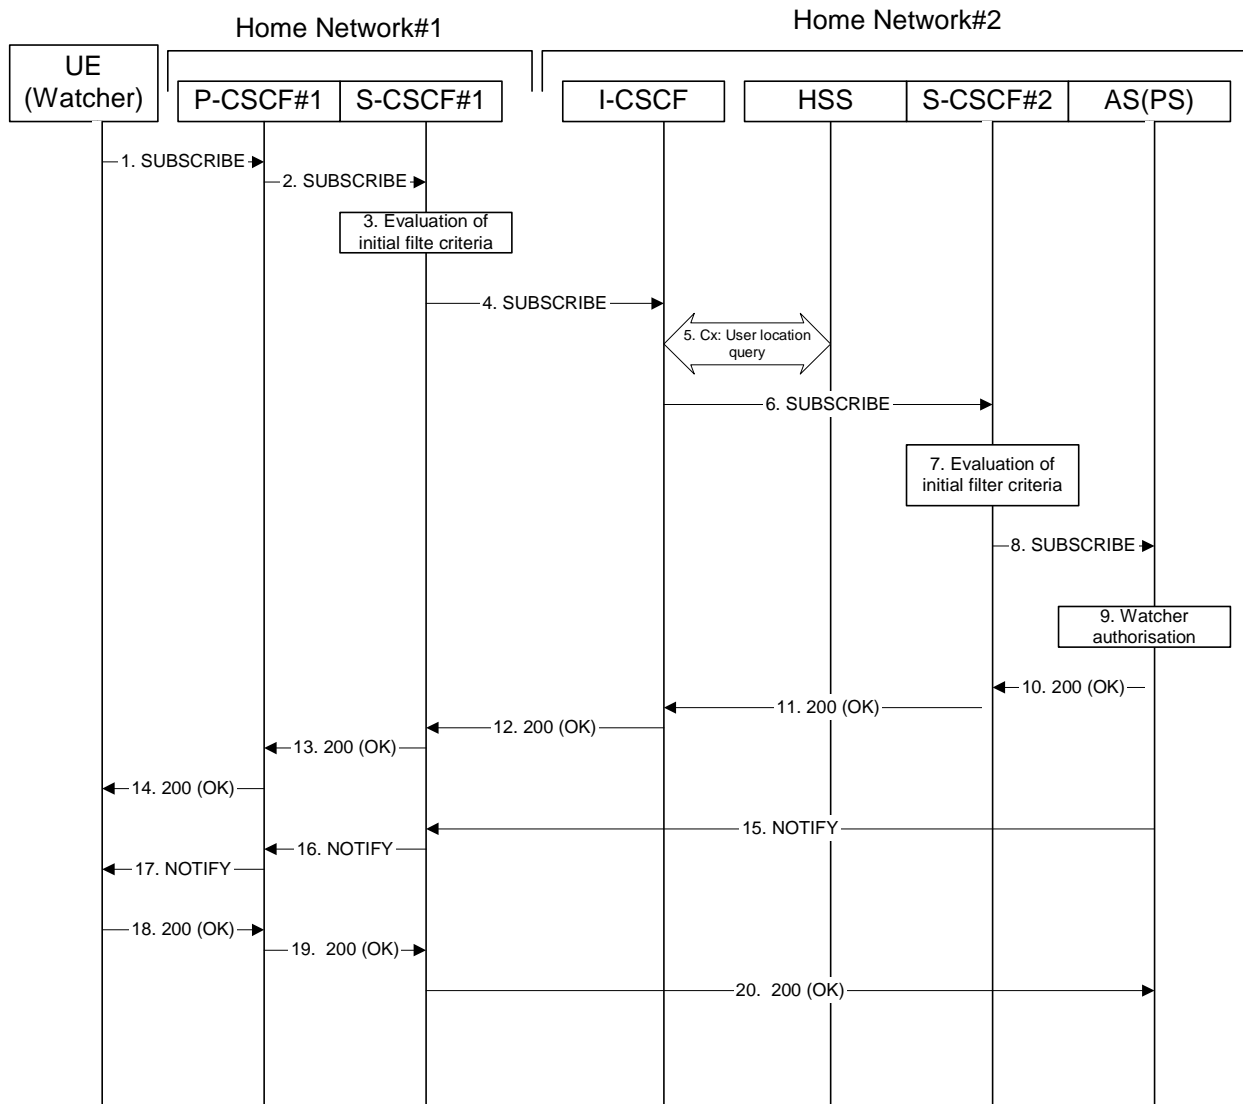 Home Network#1
Home Network#2
UE
(Watcher)
P-CSCF#1
S-CSCF#1
I-CSCF
HSS
S-CSCF#2
AS(PS)
1. SUBSCRIBE
2. SUBSCRIBE
3. Evaluation of
initial filte criteria
4. SUBSCRIBE
5. Cx: User location
query
6. SUBSCRIBE
7. Evaluation of
initial filter criteria
8. SUBSCRIBE
9. Watcher
authorisation
10. 200 (OK)
11. 200 (OK)
12. 200 (OK)
13. 200 (OK)
14. 200 (OK)
15. NOTIFY
16. NOTIFY
17. NOTIFY
18. 200 (OK)
19. 200 (OK)
20. 200 (OK)